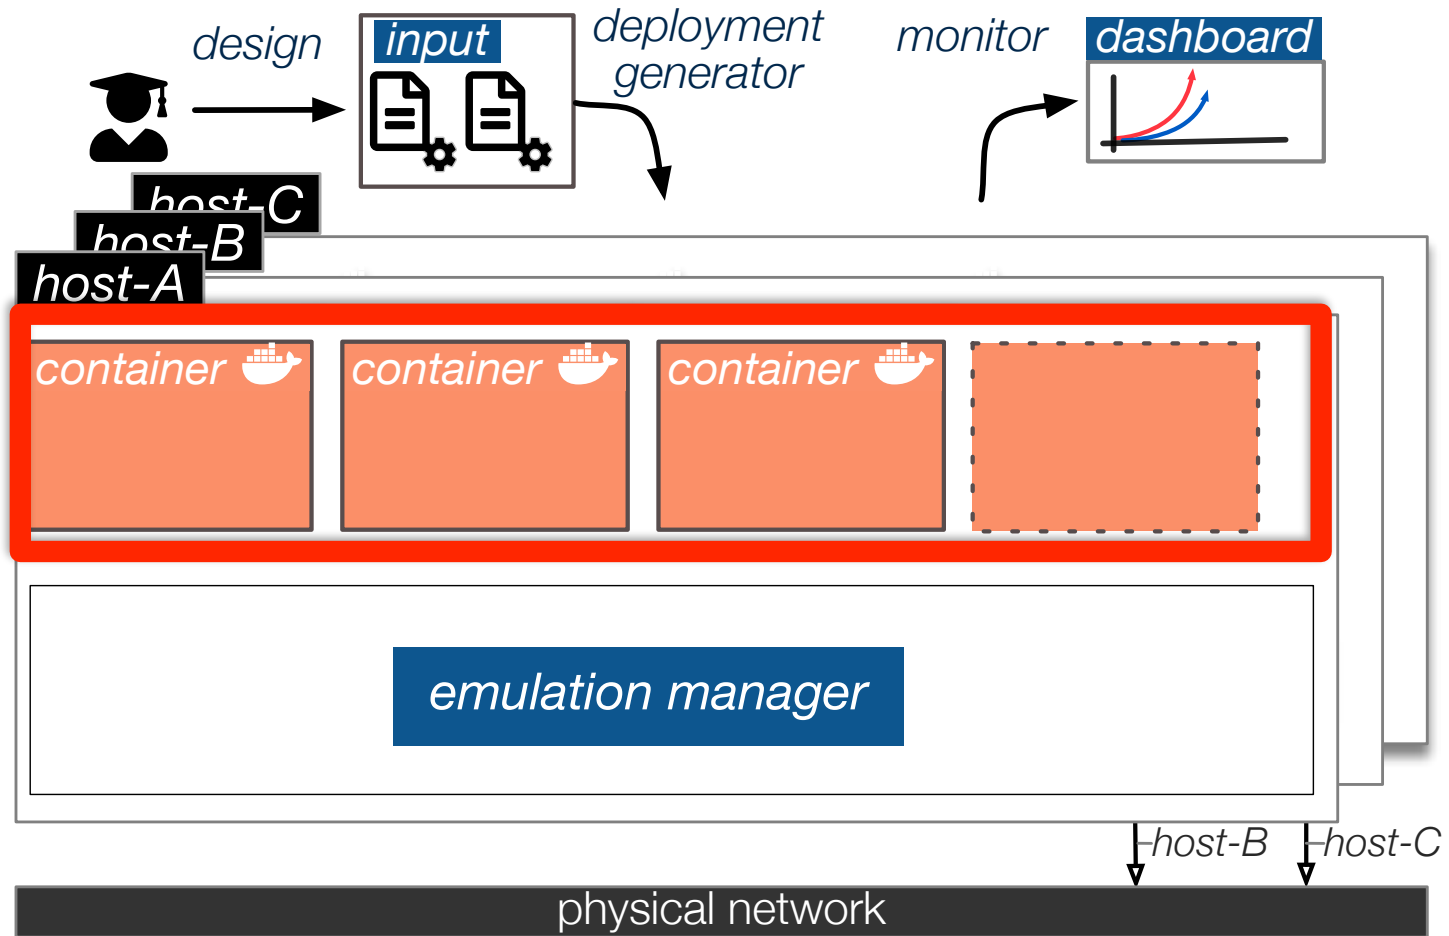 design
input
deployment
generator
monitor
dashboard
host-C
host-B
host-A
container
container
container
emulation manager
host-B
host-C
physical network